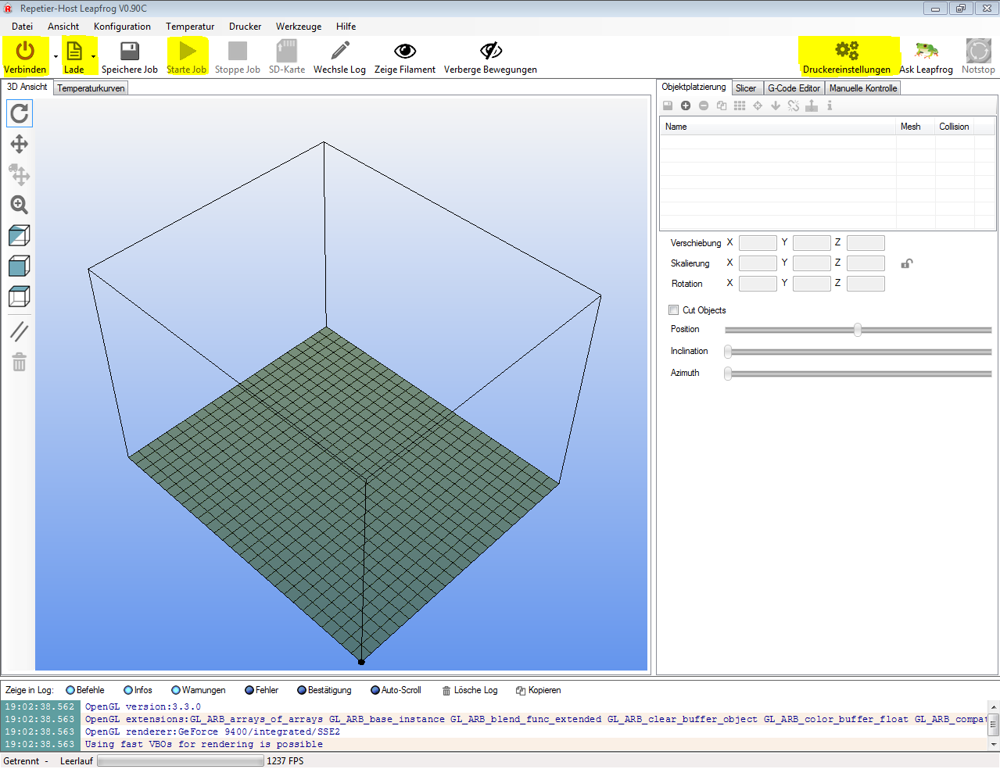 Repetier-Host Leapfrog V0.90C
Datei Ansicht Konfiguration Temperatur Drucker Werkzeuge Hilfe
Verbinden Lade Speichere Job Starte Job Stoppe Job SD-Karte Wechsle Log Zeige Filament Verberge Bewegungen Druckereinstellungen Ask Leapfrog Notstop
3D Ansicht Temperaturkurven
Objektplatzierung Slicer G-Code Editor Manuelle Kontrolle
Name Mesh Collision
Verschiebung X Y Z
Skalierung X Y Z
Rotation X Y Z
Cut Objects
Position
Inclination
Azimuth
Zeige in Log: Befehle Infos Warnungen Fehler Bestätigung Auto-Scroll Lösche Log Kopieren
19:02:38.562 OpenGL version:3.3.0
19:02:38.563 OpenGL extensions:GL_ARB_arrays_of_arrays GL_ARB_base_instance GL_ARB_blend_func_extended GL_ARB_clear_buffer_object GL_ARB_color_buffer_float GL_ARB_compat
19:02:38.563 OpenGL renderer:GeForce 9400/integrated/SSE2
19:02:38.563 Using fast VBOs for rendering is possible
Getrennt - Leerlauf 1237 FPS